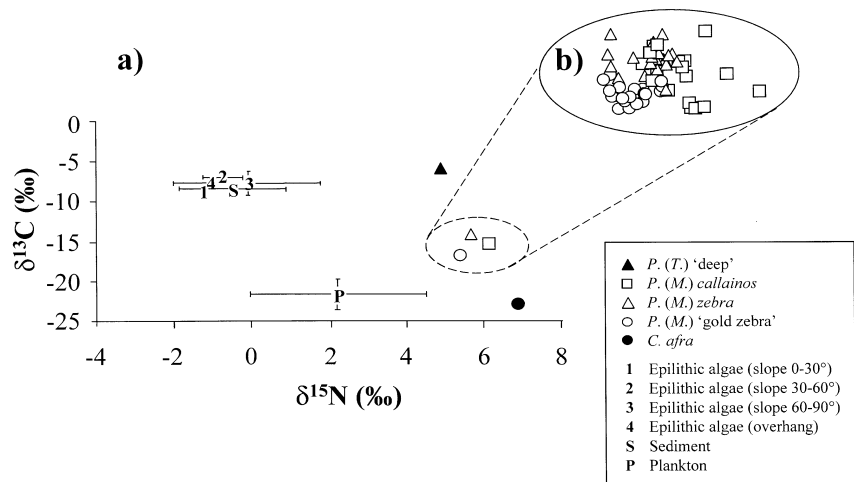 a)
b)
0
-5
-10
-15
-20
-25
δ13C (‰)
1
4
2
S
3
P
-4
-2
0
2
4
6
8
δ15N (‰)
P. (T.) ‘deep’
P. (M.) callainos
P. (M.) zebra
P. (M.) ‘gold zebra’
C. afra
1 Epilithic algae (slope 0-30°)
2 Epilithic algae (slope 30-60°)
3 Epilithic algae (slope 60-90°)
4 Epilithic algae (overhang)
S Sediment
P Plankton